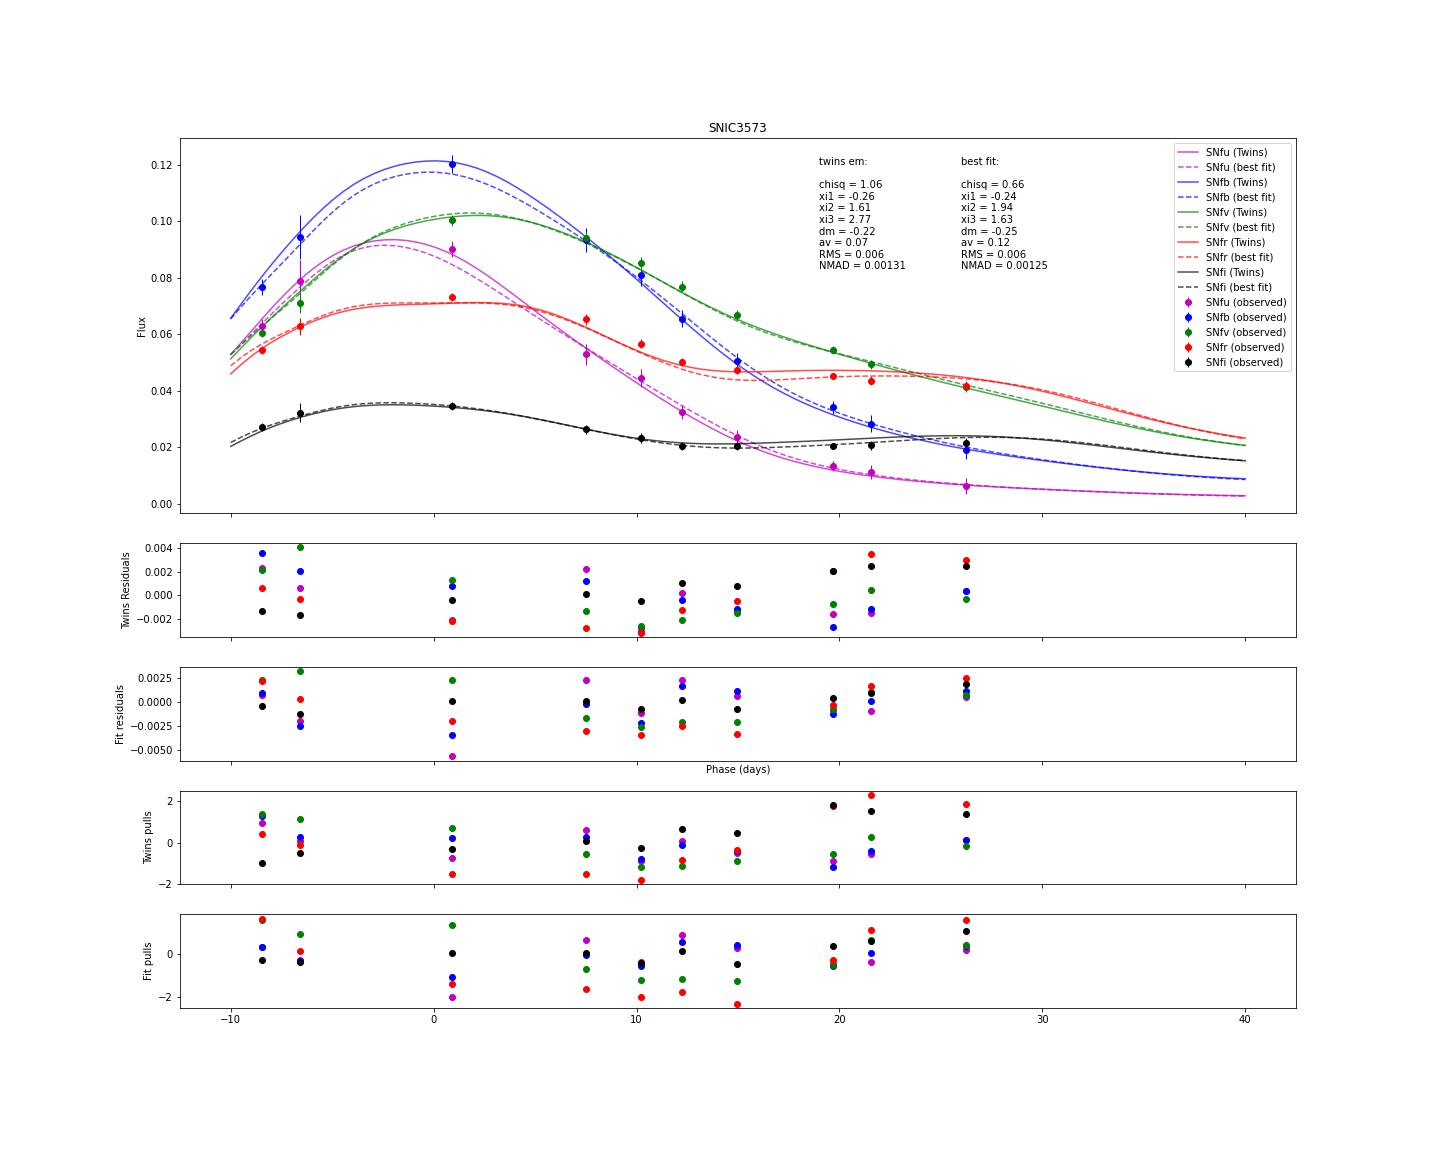 SNIC3573
Flux
0.12
0.10
0.08
0.06
0.04
0.02
0.00
twins em:
chisq = 1.06
xi1 = -0.26
xi2 = 1.61
xi3 = 2.77
dm = -0.22
av = 0.07
RMS = 0.006
NMAD = 0.00131
best fit:
chisq = 0.66
xi1 = -0.24
xi2 = 1.94
xi3 = 1.63
dm = -0.25
av = 0.12
RMS = 0.006
NMAD = 0.00125
SNfu (Twins)
SNfu (best fit)
SNfb (Twins)
SNfb (best fit)
SNfv (Twins)
SNfv (best fit)
SNfr (Twins)
SNfr (best fit)
SNfi (Twins)
SNfi (best fit)
SNfu (observed)
SNfb (observed)
SNfv (observed)
SNfr (observed)
SNfi (observed)
Twins Residuals
0.004
0.002
0.000
−0.002
Fit residuals
0.0025
0.0000
−0.0025
−0.0050
Phase (days)
Twins pulls
2
0
−2
Fit pulls
0
−2
−10
0
10
20
30
40